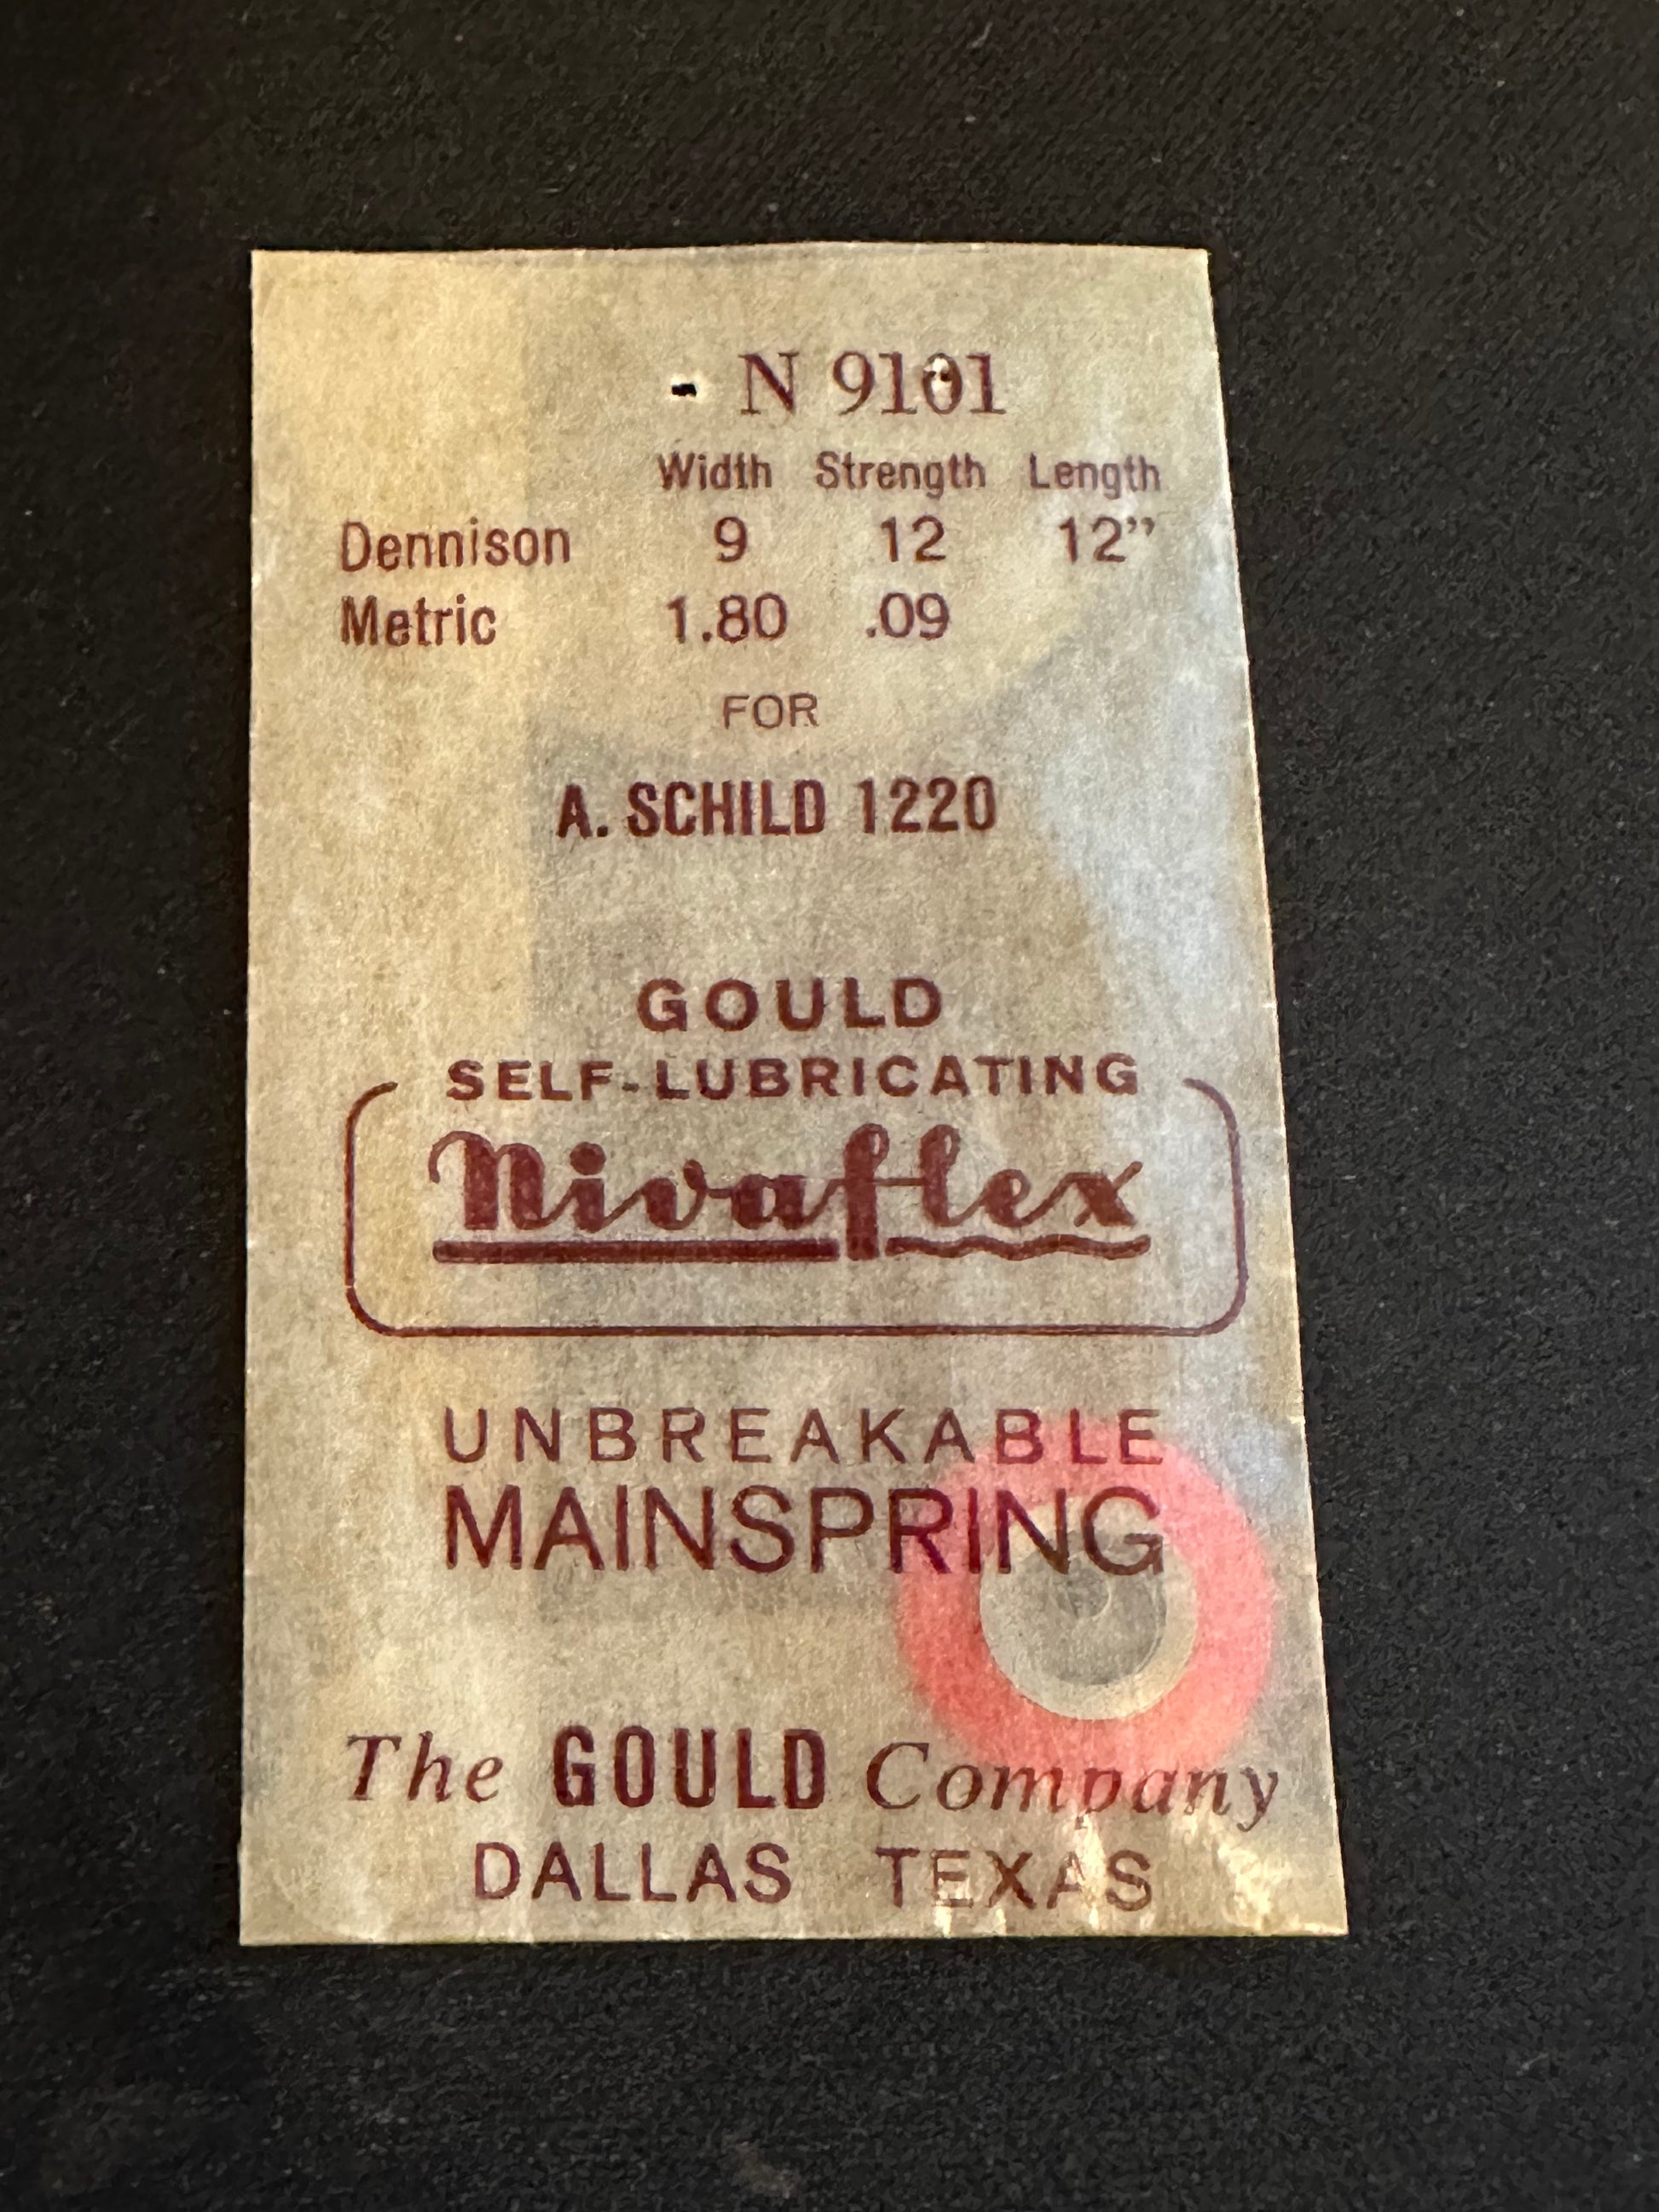 N 9101
Width Strength Length
Dennison 9 12 12”
Metric 1.80 .09
FOR
A. SCHILD 1220
GOULD
SELF-LUBRICATING
Nivaflex
UNBREAKABLE
MAINSPRING
The GOULD Company
DALLAS TEXAS